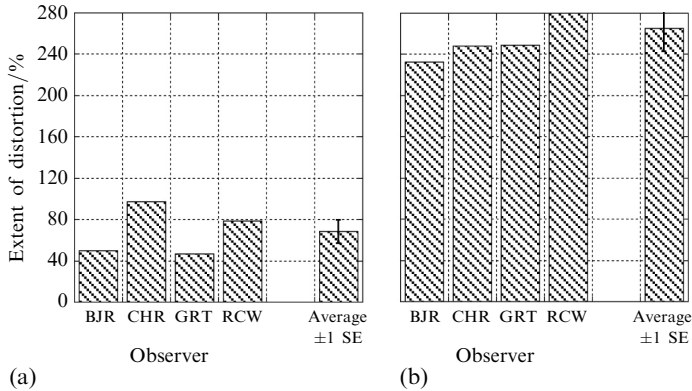 Extent of distortion/%
280
240
200
160
120
80
40
0
BJR CHR GRT RCW Average
±1 SE
Observer
(a)
BJR CHR GRT RCW Average
±1 SE
Observer
(b)